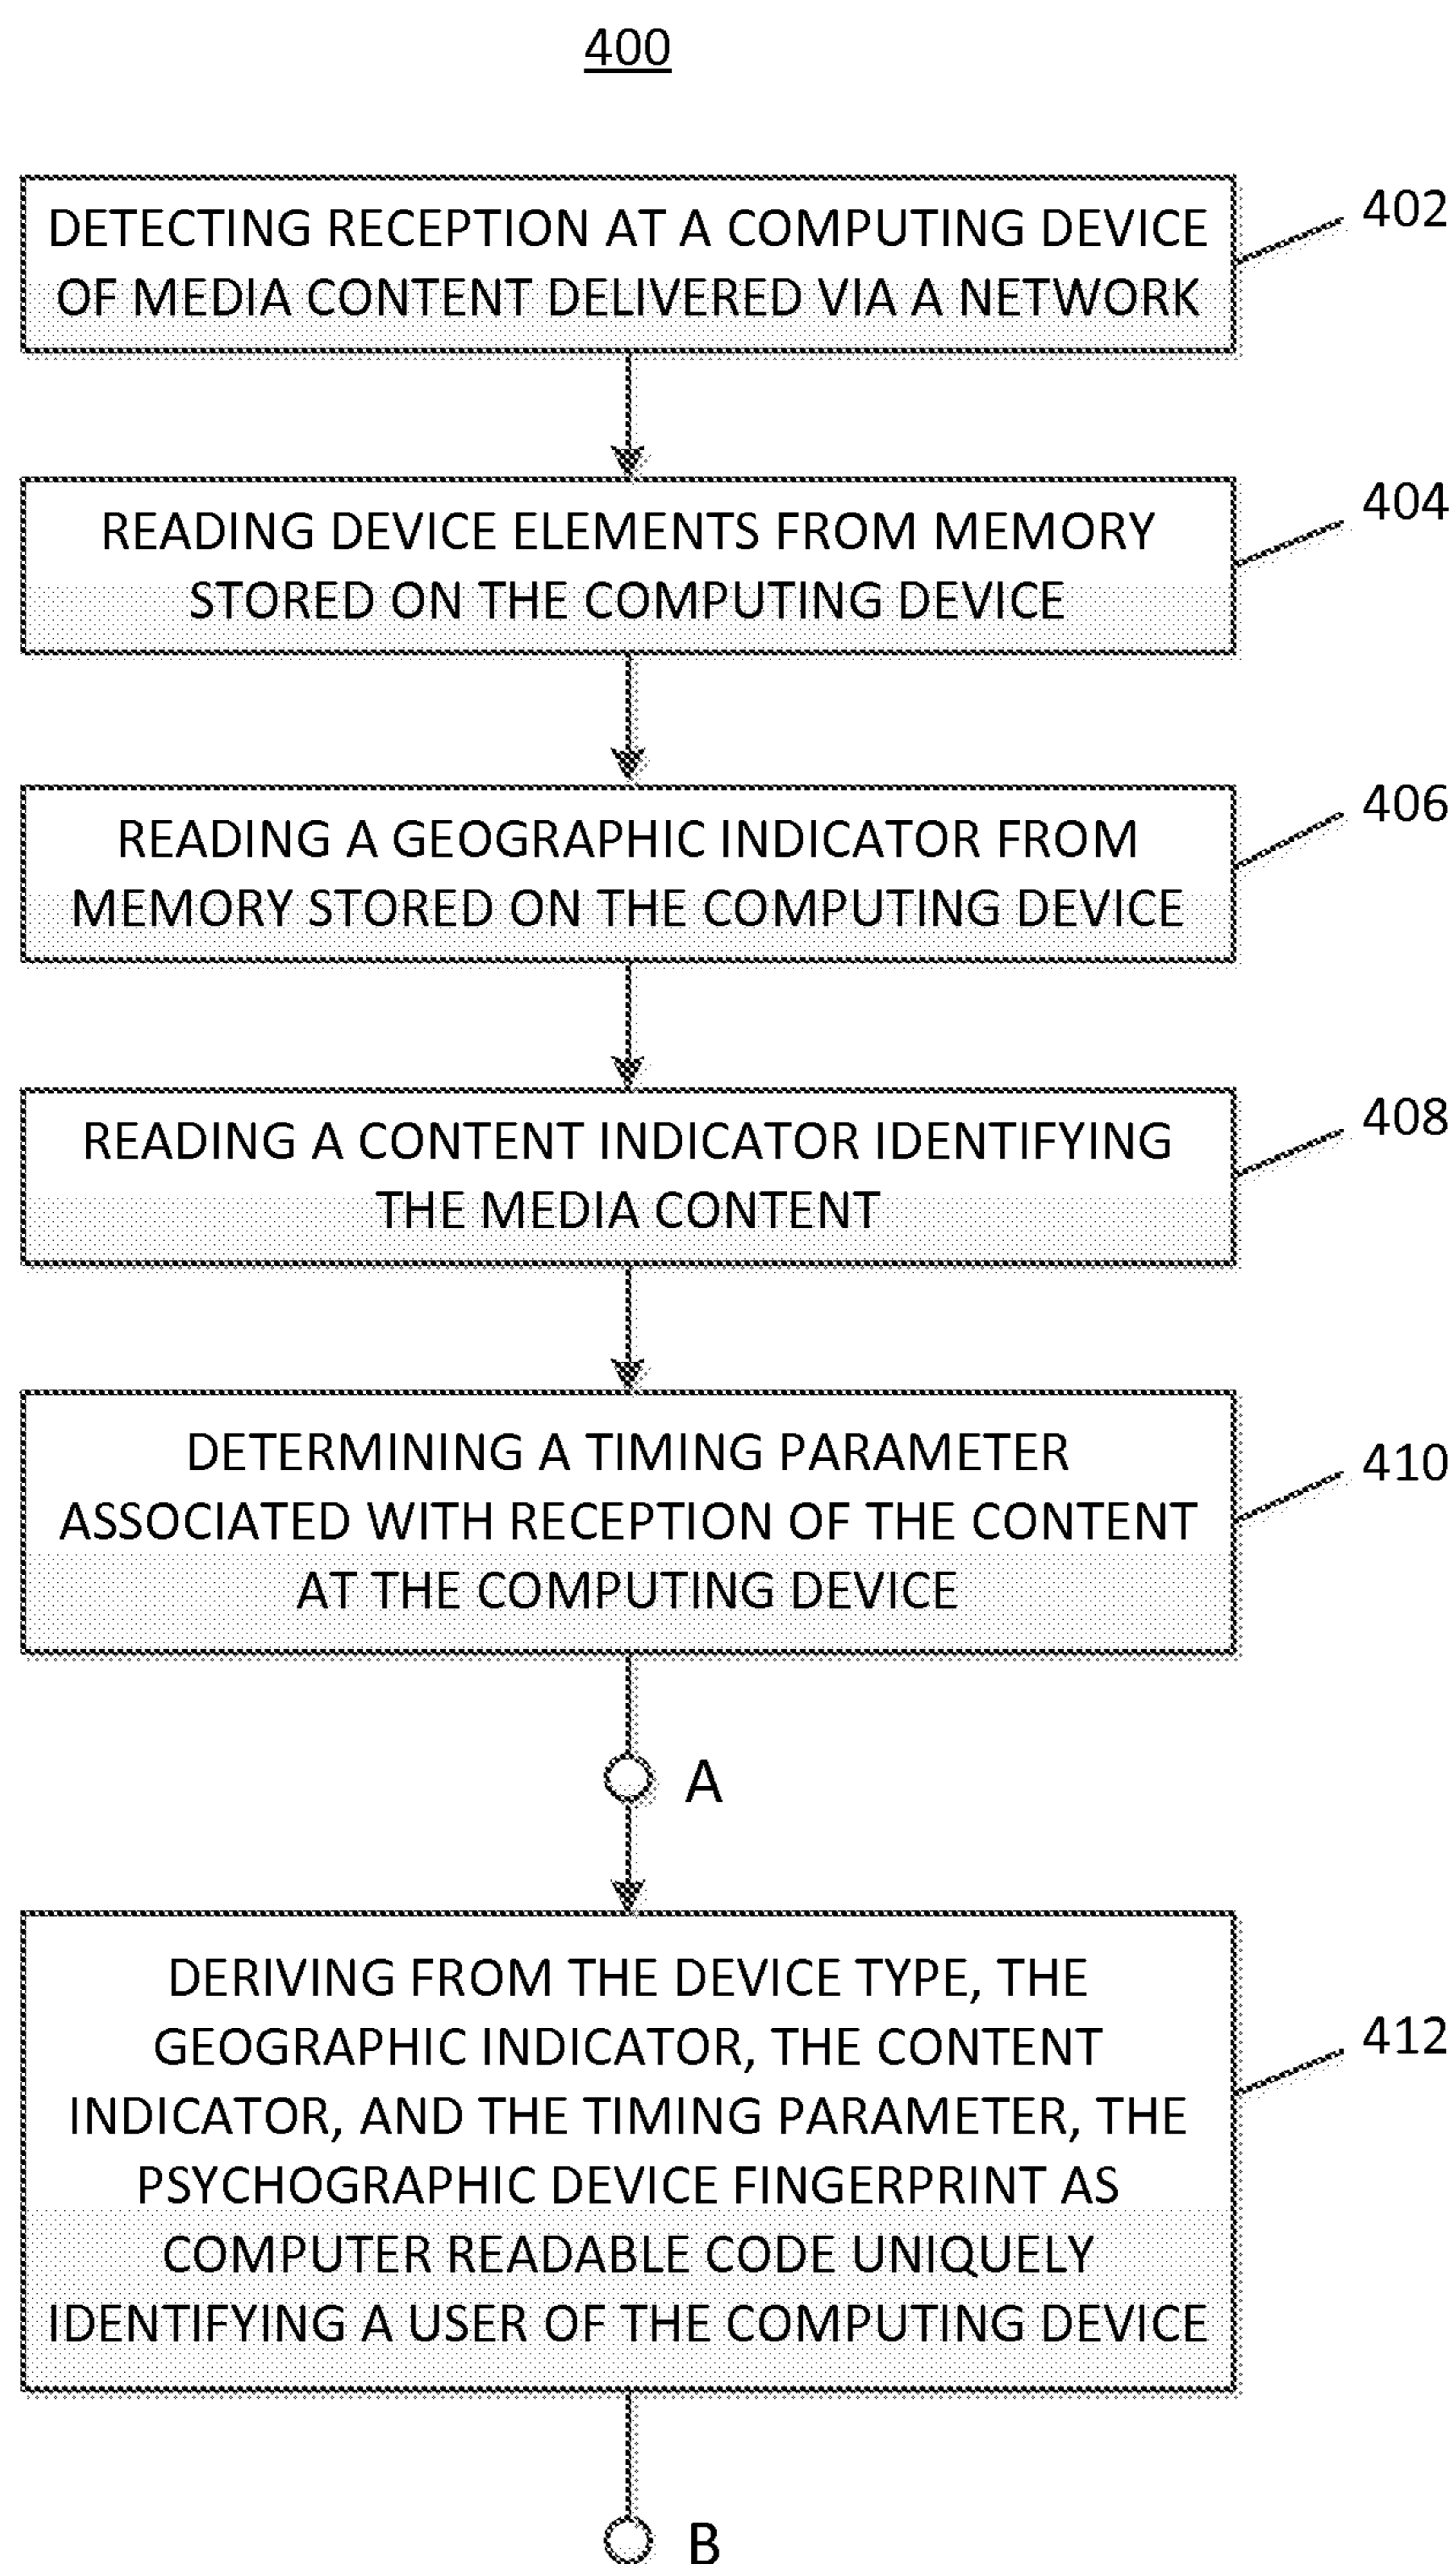 400
DETECTING RECEPTION AT A COMPUTING DEVICE
OF MEDIA CONTENT DELIVERED VIA A NETWORK
402
READING DEVICE ELEMENTS FROM MEMORY
STORED ON THE COMPUTING DEVICE
404
READING A GEOGRAPHIC INDICATOR FROM
MEMORY STORED ON THE COMPUTING DEVICE
406
READING A CONTENT INDICATOR IDENTIFYING
THE MEDIA CONTENT
408
DETERMINING A TIMING PARAMETER
ASSOCIATED WITH RECEPTION OF THE CONTENT
AT THE COMPUTING DEVICE
410
A
DERIVING FROM THE DEVICE TYPE, THE
GEOGRAPHIC INDICATOR, THE CONTENT
INDICATOR, AND THE TIMING PARAMETER, THE
PSYCHOGRAPHIC DEVICE FINGERPRINT AS
COMPUTER READABLE CODE UNIQUELY
IDENTIFYING A USER OF THE COMPUTING DEVICE
412
B